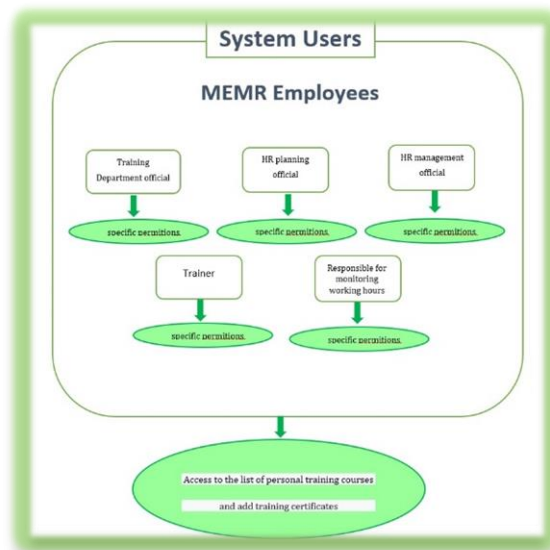 System Users
MEMR Employees
Training
Department official
HR planning
official
HR management
official
specific permitions.
specific permitions.
specific permitions.
Trainer
Responsible for
monitoring
working hours
specific permitions.
specific permitions.
Access to the list of personal training courses
and add training certificates